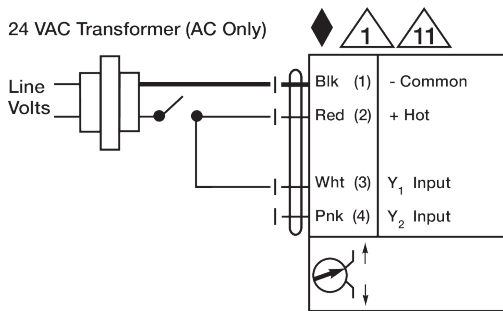 24 VAC Transformer (AC Only)
1
11
Line
Volts
Blk (1) - Common
Red (2) + Hot
Wht (3) Y1 Input
Pnk (4) Y2 Input